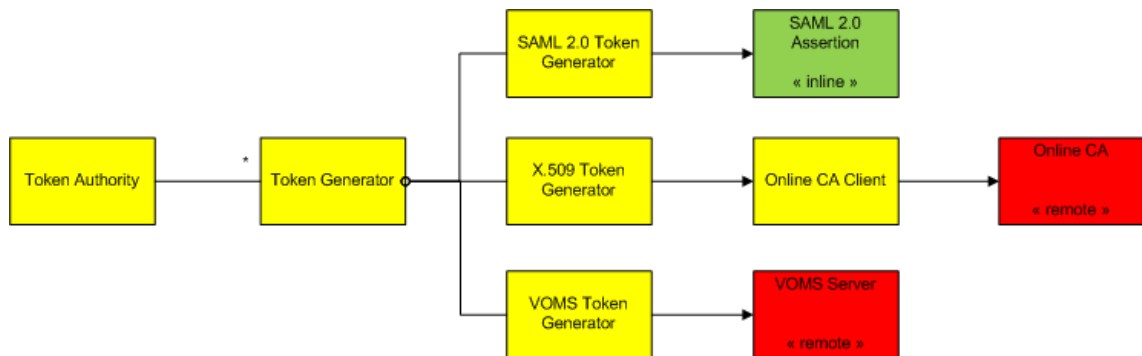 SAML 2.0 Token
Generator
SAML 2.0
Assertion
« inline »
Token Authority
*
Token Generator
X.509 Token
Generator
Online CA Client
Online CA
« remote »
VOMS Token
Generator
VOMS Server
« remote »